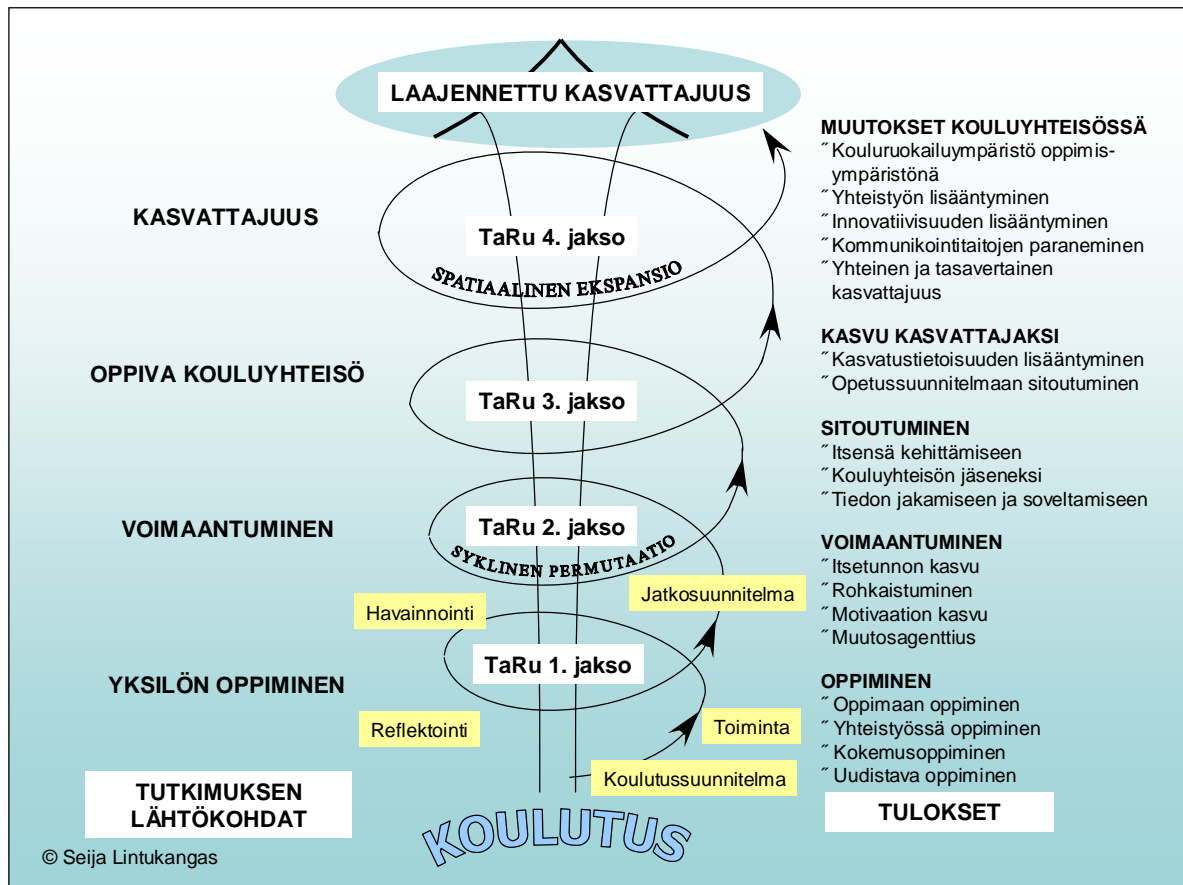 LAAJENNETTU KASVATTAJUUS
KASVATTAJUUS
TaRu 4. jakso
SPATIAALINEN EKSPANSIO
OPPIVA KOULUYHTEISÖ
TaRu 3. jakso
VOIMAANTUMINEN
TaRu 2. jakso
SYKLINEN PERMUTAATIO
Havainnointi
Jatkosuunnitelma
YKSILÖN OPPIMINEN
TaRu 1. jakso
Reflektointi
Toiminta
Koulutussuunnitelma
TUTKIMUKSEN
LÄHTÖKOHDAT
KOULUTUS
© Seija Lintukangas
MUUTOKSET KOULUYHTEISÖSSÄ
˝ Kouluruokailuympäristö oppimis-
ympäristönä
˝ Yhteistyön lisääntyminen
˝ Innovatiivisuuden lisääntyminen
˝ Kommunikointitaitojen paraneminen
˝ Yhteinen ja tasavertainen
kasvattajuus
KASVU KASVATTAJAKSI
˝ Kasvatustietoisuuden lisääntyminen
˝ Opetussuunnitelmaan sitoutuminen
SITOUTUMINEN
˝ Itsensä kehittämiseen
˝ Kouluyhteisön jäseneksi
˝ Tiedon jakamiseen ja soveltamiseen
VOIMAANTUMINEN
˝ Itsetunnon kasvu
˝ Rohkaistuminen
˝ Motivaation kasvu
˝ Muutosagenttius
OPPIMINEN
˝ Oppimaan oppiminen
˝ Yhteistyössä oppiminen
˝ Kokemusoppiminen
˝ Uudistava oppiminen
TULOKSET